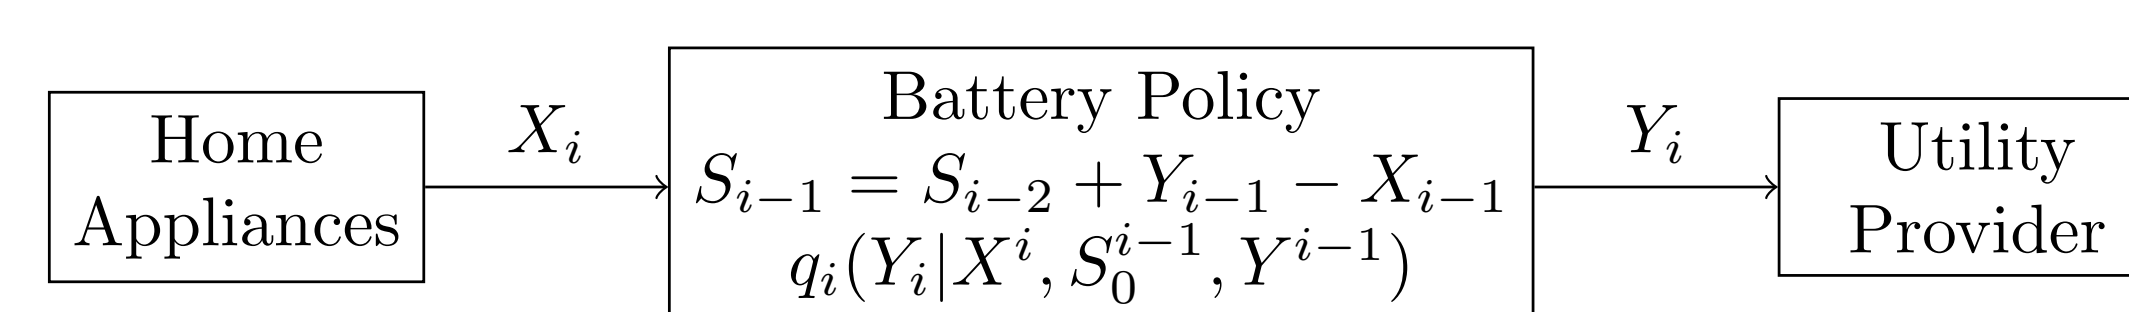 Home
Appliances
X_i
Battery Policy
S_{i−1} = S_{i−2} + Y_{i−1} − X_{i−1}
q_i(Y_i|X^i, S_0^{i−1}, Y^{i−1})
Y_i
Utility
Provider